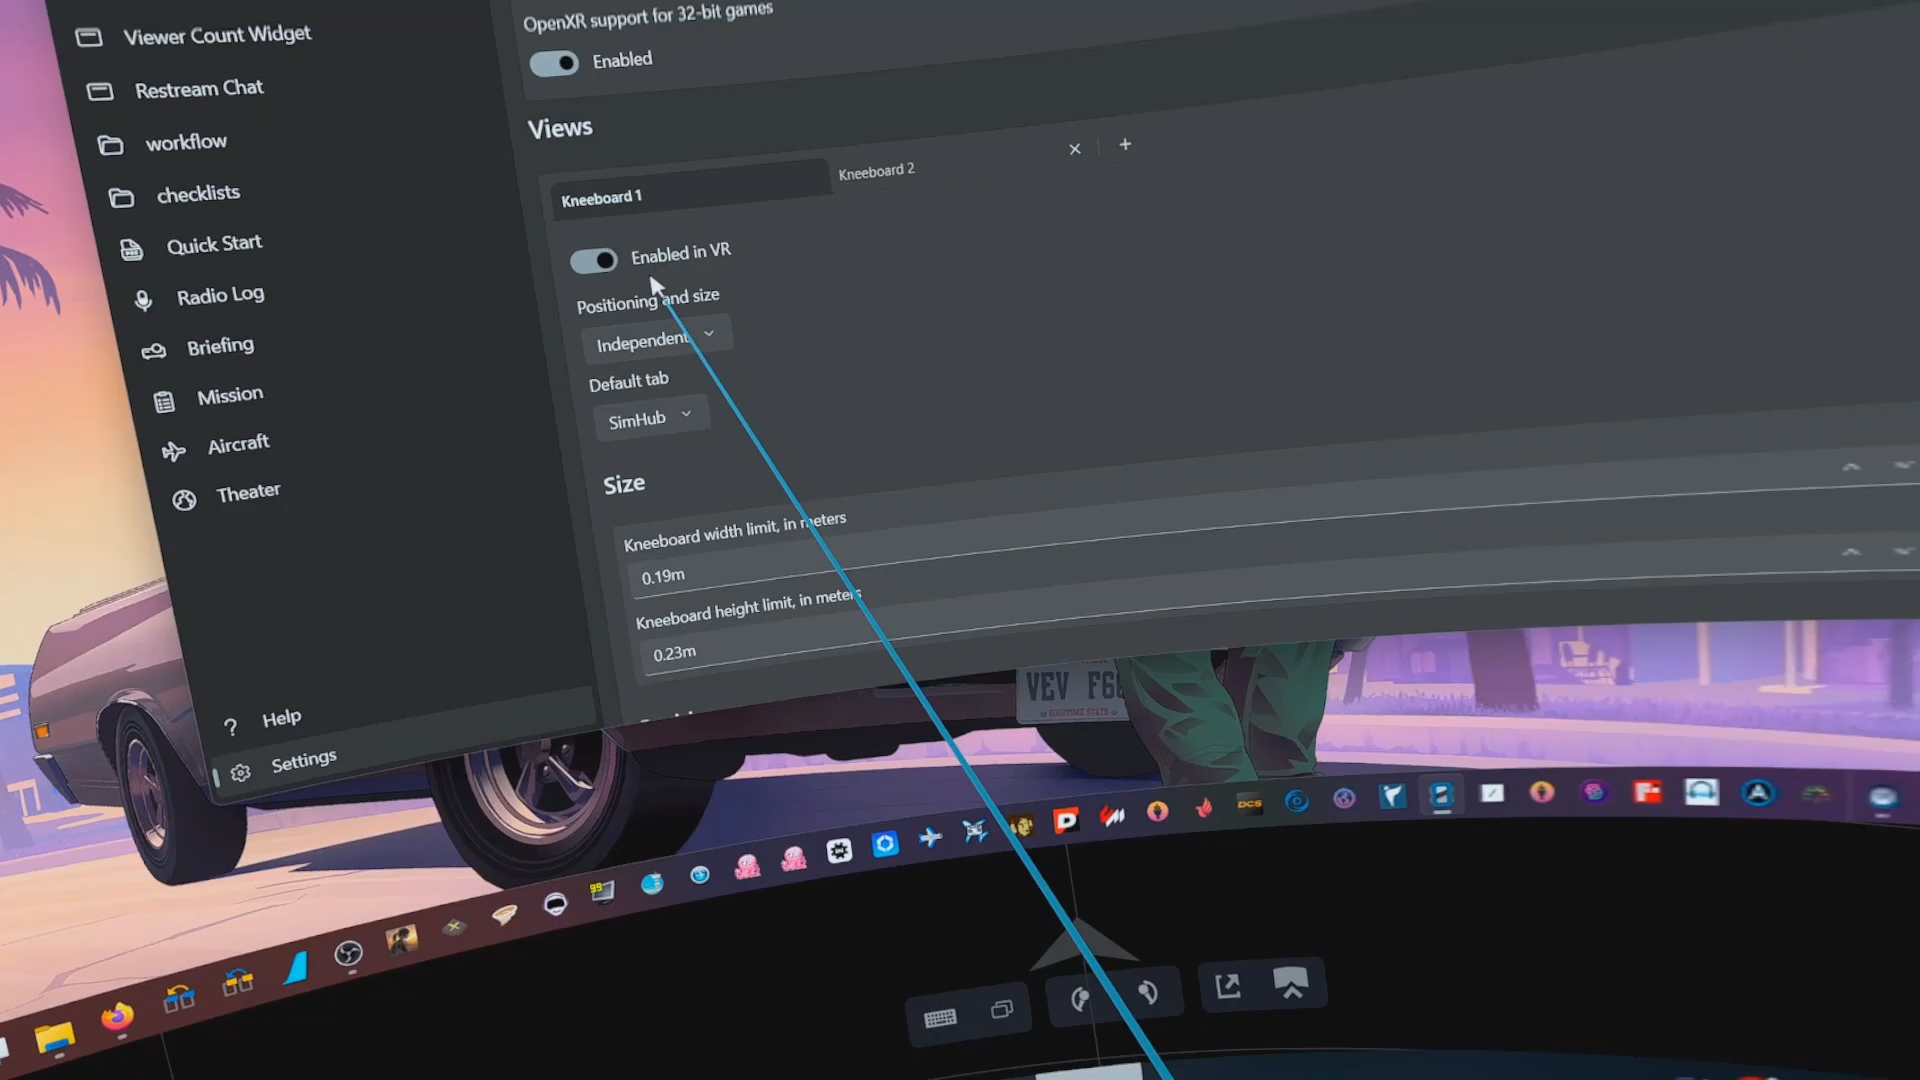 Viewer Count Widget
Restream Chat
workflow
checklists
Quick Start
Radio Log
Briefing
Mission
Aircraft
Theater
? Help
Settings
OpenXR support for 32-bit games
Enabled
Views
Kneeboard 1
Kneeboard 2
Enabled in VR
Positioning and size
Independent
Default tab
SimHub
Size
Kneeboard width limit, in meters
0.19m
Kneeboard height limit, in meters
0.23m
99
DCS